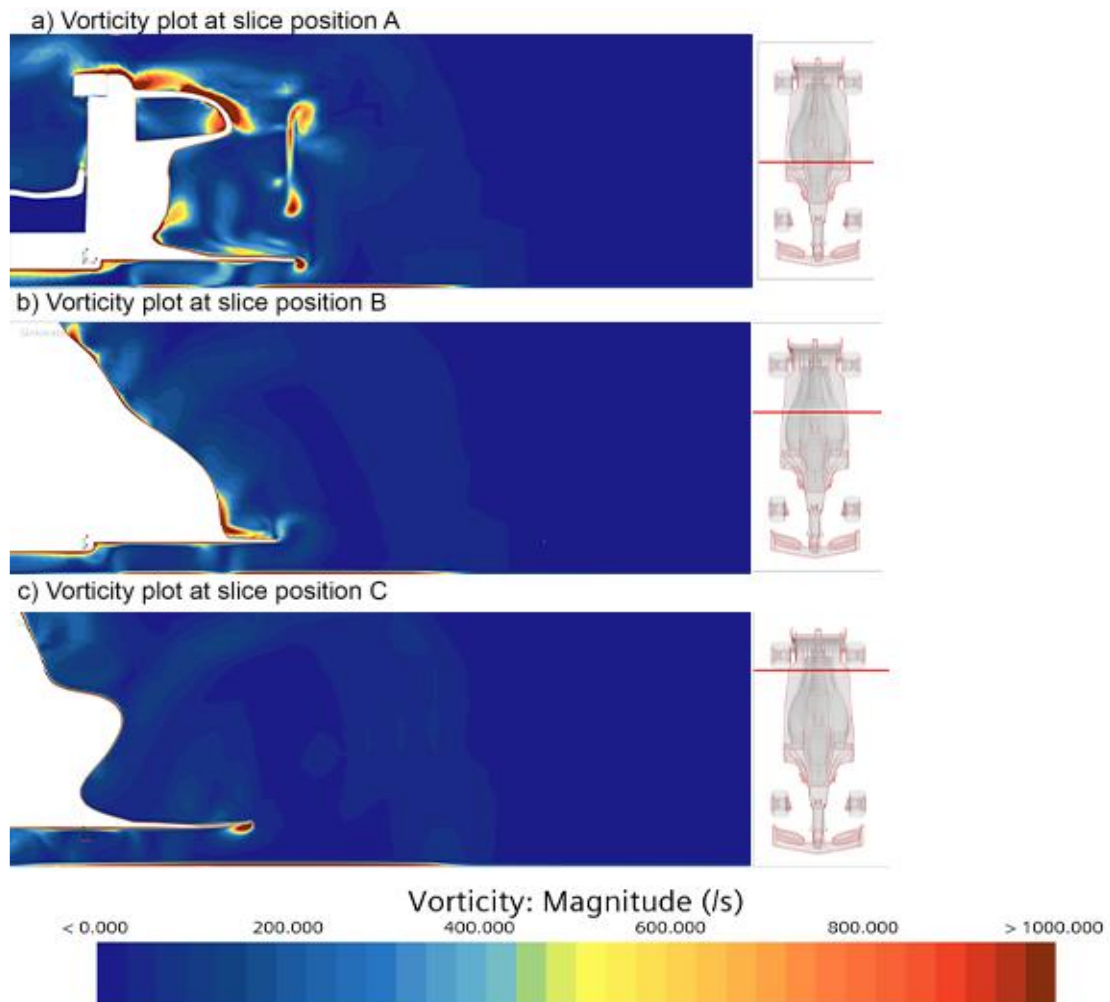 a) Vorticity plot at slice position A
b) Vorticity plot at slice position B
c) Vorticity plot at slice position C
Vorticity: Magnitude (/s)
< 0.000 200.000 400.000 600.000 800.000 > 1000.000